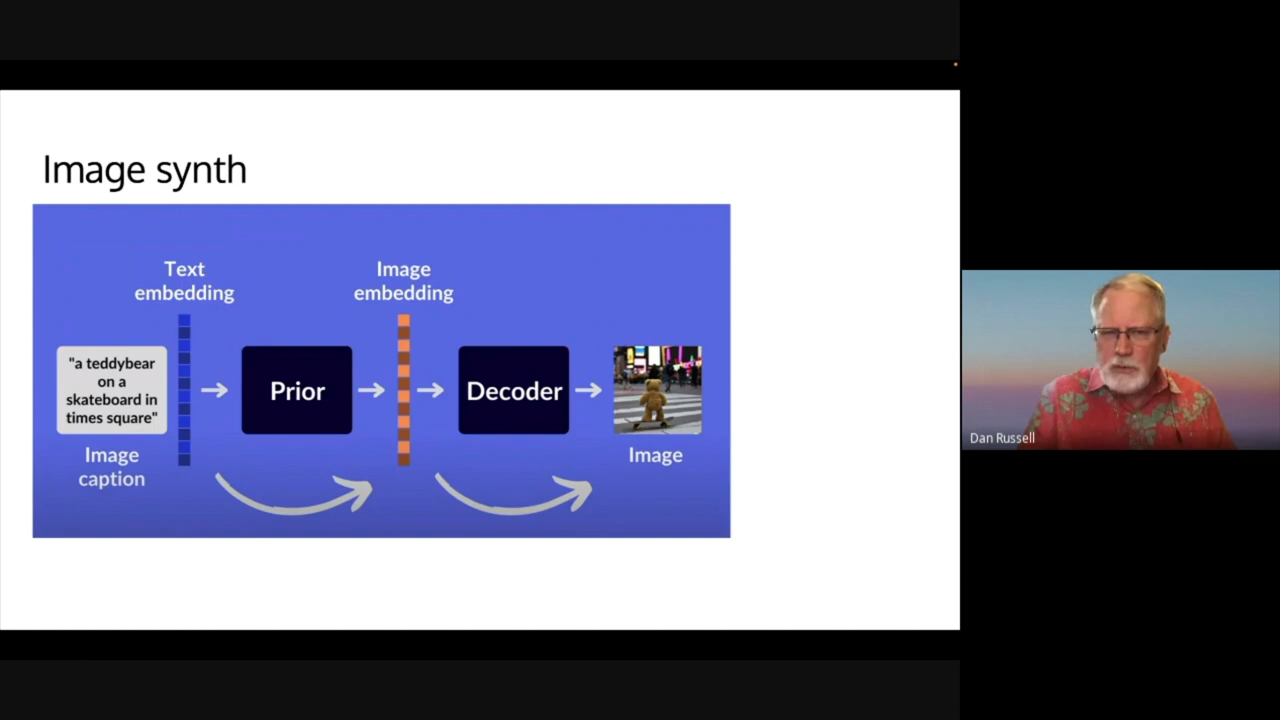 Image synth
Text
embedding
Image
embedding
"a teddybear
on a
skateboard in
times square"
Prior
Decoder
Image
caption
Image
Dan Russell